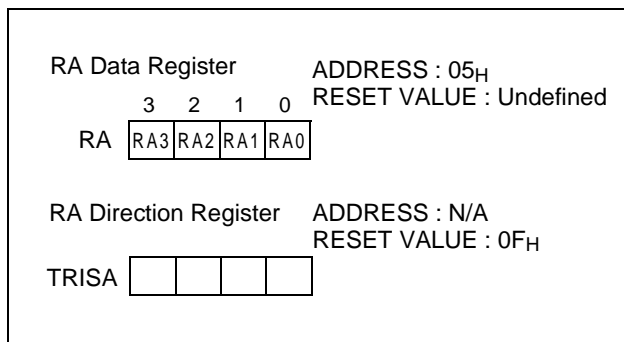 RA Data Register ADDRESS : 05H
RESET VALUE : Undefined
3 2 1 0
RA RA3 RA2 RA1 RA0
RA Direction Register ADDRESS : N/A
RESET VALUE : 0FH
TRISA